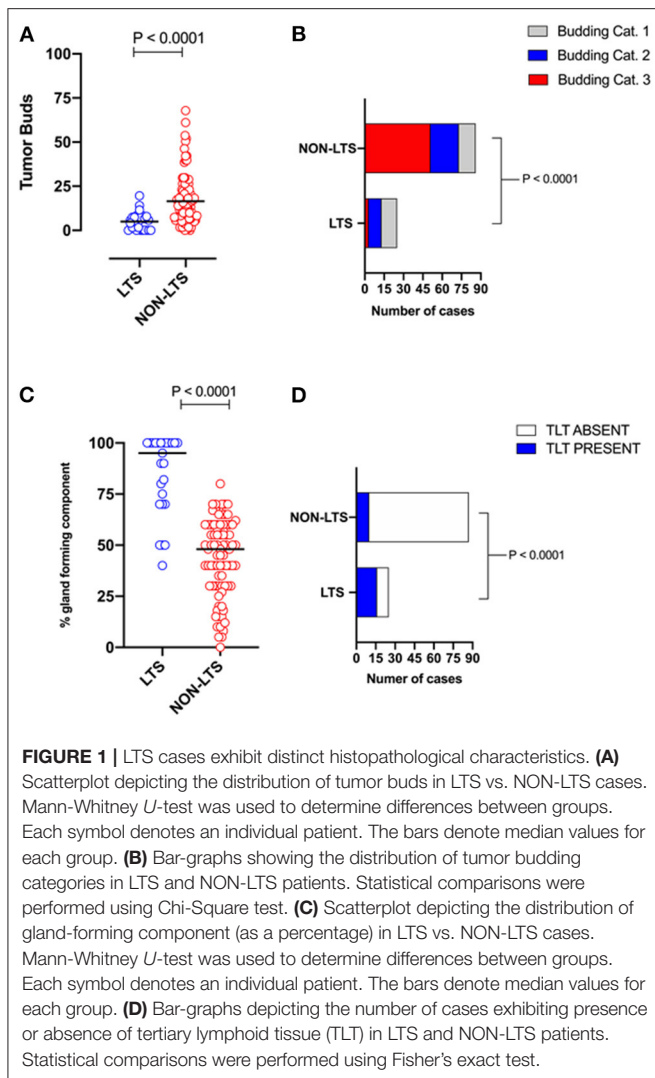 A
P < 0.0001
100
75
50
25
0
Tumor Buds
LTS
NON-LTS
B
Budding Cat. 1
Budding Cat. 2
Budding Cat. 3
NON-LTS
LTS
P < 0.0001
0 15 30 45 60 75 90
Number of cases
C
P < 0.0001
100
75
50
25
0
% gland forming component
LTS
NON-LTS
D
TLT ABSENT
TLT PRESENT
NON-LTS
LTS
P < 0.0001
0 15 30 45 60 75 90
Numer of cases
FIGURE 1 | LTS cases exhibit distinct histopathological characteristics. (A)
Scatterplot depicting the distribution of tumor buds in LTS vs. NON-LTS cases.
Mann-Whitney U-test was used to determine differences between groups.
Each symbol denotes an individual patient. The bars denote median values for
each group. (B) Bar-graphs showing the distribution of tumor budding
categories in LTS and NON-LTS patients. Statistical comparisons were
performed using Chi-Square test. (C) Scatterplot depicting the distribution of
gland-forming component (as a percentage) in LTS vs. NON-LTS cases.
Mann-Whitney U-test was used to determine differences between groups.
Each symbol denotes an individual patient. The bars denote median values for
each group. (D) Bar-graphs depicting the number of cases exhibiting presence
or absence of tertiary lymphoid tissue (TLT) in LTS and NON-LTS patients.
Statistical comparisons were performed using Fisher's exact test.